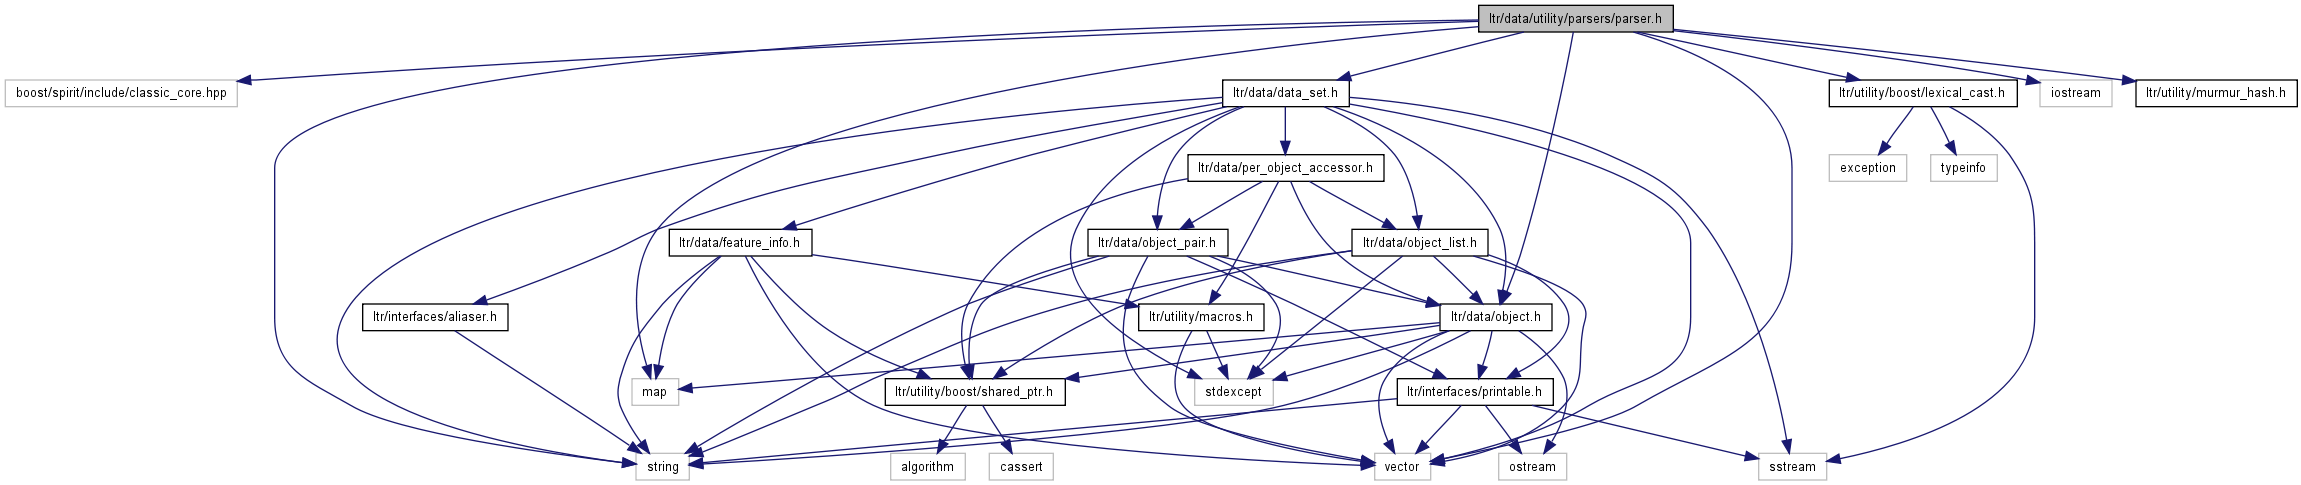 ltr/data/utility/parsers/parser.h
boost/spirit/include/classic_core.hpp
ltr/data/data_set.h
ltr/utility/boost/lexical_cast.h
iostream
ltr/utility/murmur_hash.h
ltr/data/per_object_accessor.h
exception
typeinfo
ltr/data/feature_info.h
ltr/data/object_pair.h
ltr/data/object_list.h
ltr/interfaces/aliaser.h
ltr/utility/macros.h
ltr/data/object.h
map
ltr/utility/boost/shared_ptr.h
stdexcept
ltr/interfaces/printable.h
string
algorithm
cassert
vector
ostream
sstream